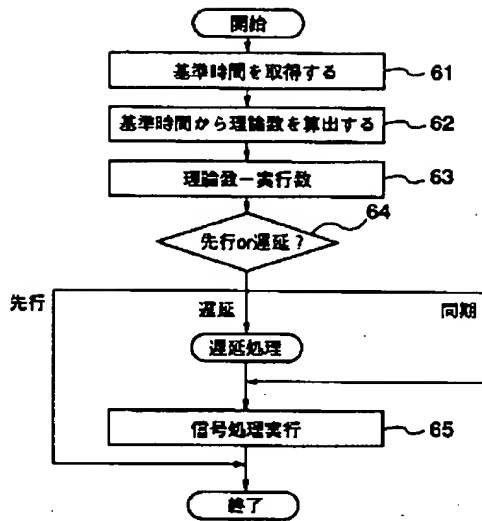 開始
基準時間を取得する
61
基準時間から理論数を算出する
62
理論数ー実行数
63
先行or遅延?
64
先行
遅延
同期
遅延処理
信号処理実行
65
終了